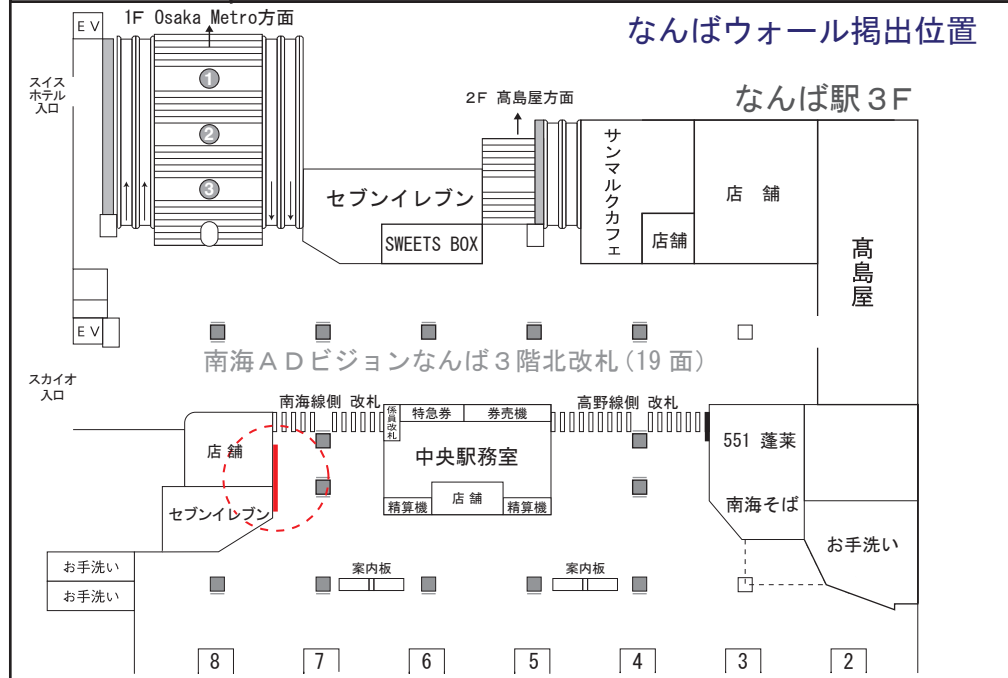 ＥＶ
1F Osaka Metro方面
なんばウォール掲出位置
スイス
ホテル
入口
①
2F 髙島屋方面
なんば駅３F
②
サンマルクカフェ
③
セブンイレブン
店　舗
SWEETS BOX
店舗
髙島屋
ＥＶ
南海ＡＤビジョンなんば３階北改札(19 面)
スカイオ
入口
南海線側 改札
係員改札
特急券
券売機
高野線側 改札
店 舗
中央駅務室
551 蓬莱
セブンイレブン
精算機
店 舗
精算機
南海そば
お手洗い
お手洗い
お手洗い
案内板
案内板
8
7
6
5
4
3
2